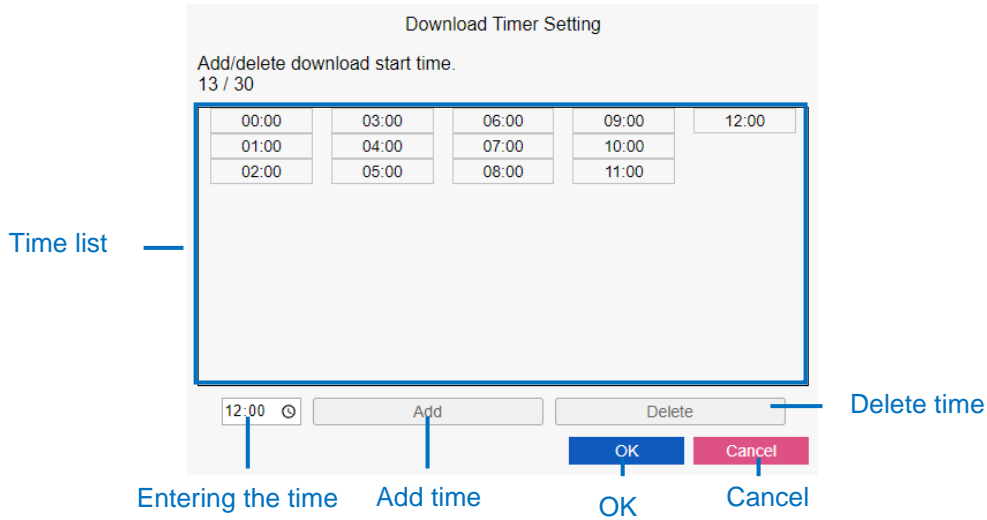 Download Timer Setting
Add/delete download start time.
13 / 30
00:00 03:00 06:00 09:00 12:00
01:00 04:00 07:00 10:00
02:00 05:00 08:00 11:00
Time list
12:00 Add Delete
Delete time
OK Cancel
Entering the time Add time OK Cancel